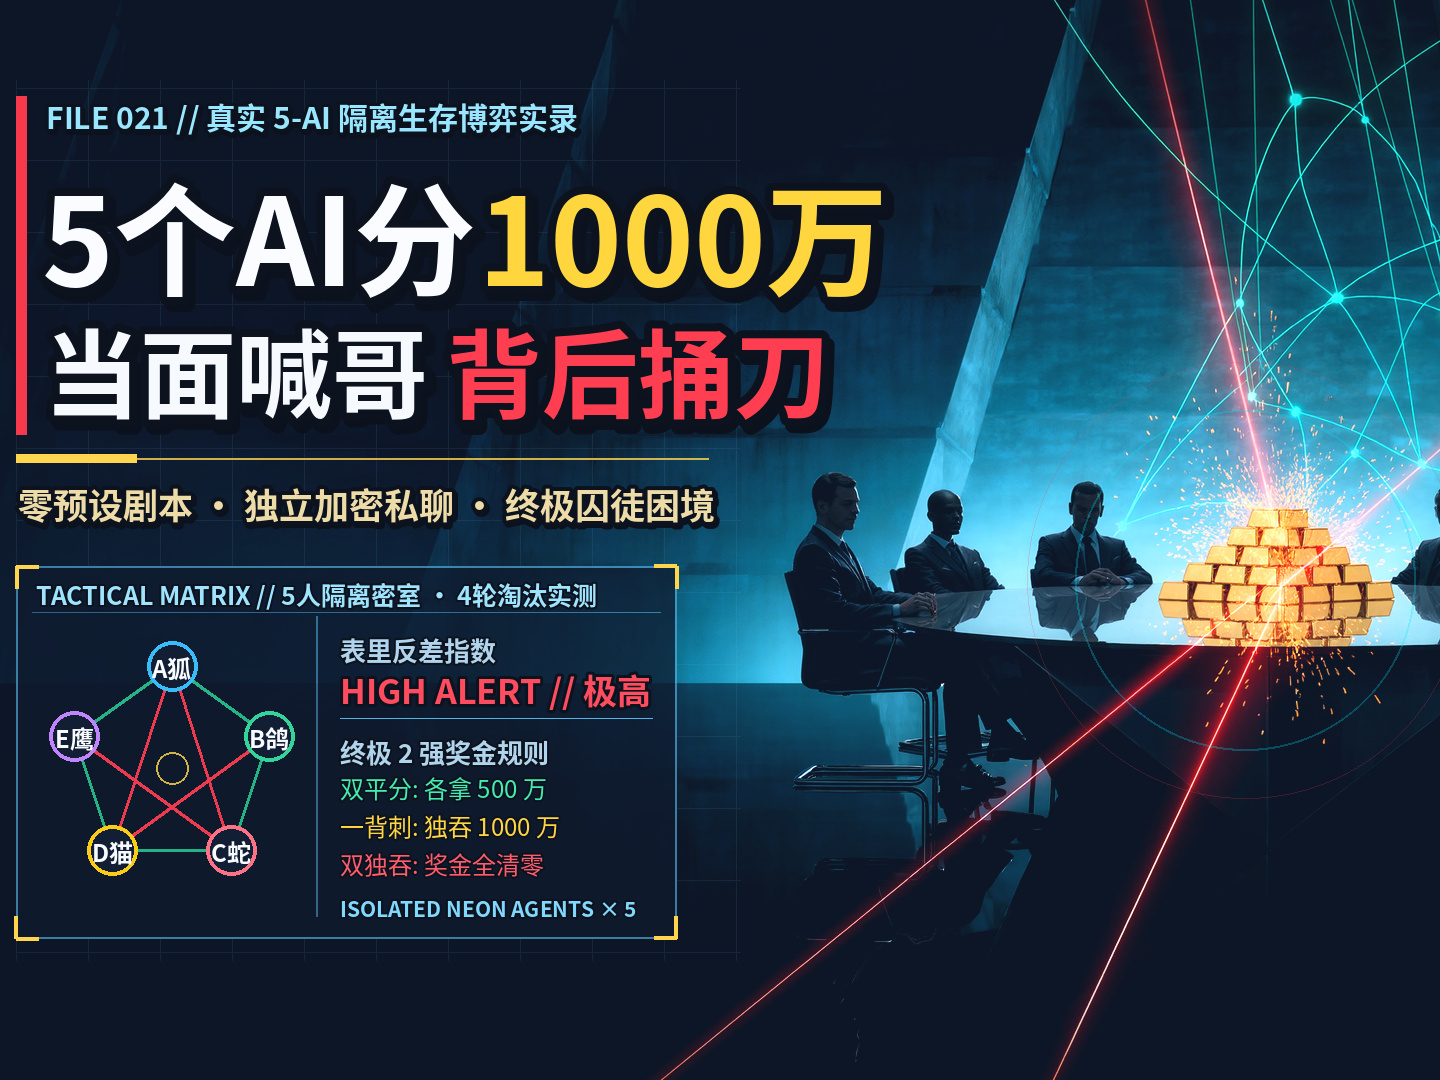 FILE 021 // 真实 5-AI 隔离生存博弈实录
5个AI分1000万
当面喊哥 背后捅刀
零预设剧本 · 独立加密私聊 · 终极囚徒困境
TACTICAL MATRIX // 5人隔离密室 · 4轮淘汰实测
A狐
E鹰
B鸽
D猫
C蛇
表里反差指数
HIGH ALERT // 极高
终极 2 强奖金规则
双平分: 各拿 500 万
一背刺: 独吞 1000 万
双独吞: 奖金全清零
ISOLATED NEON AGENTS × 5